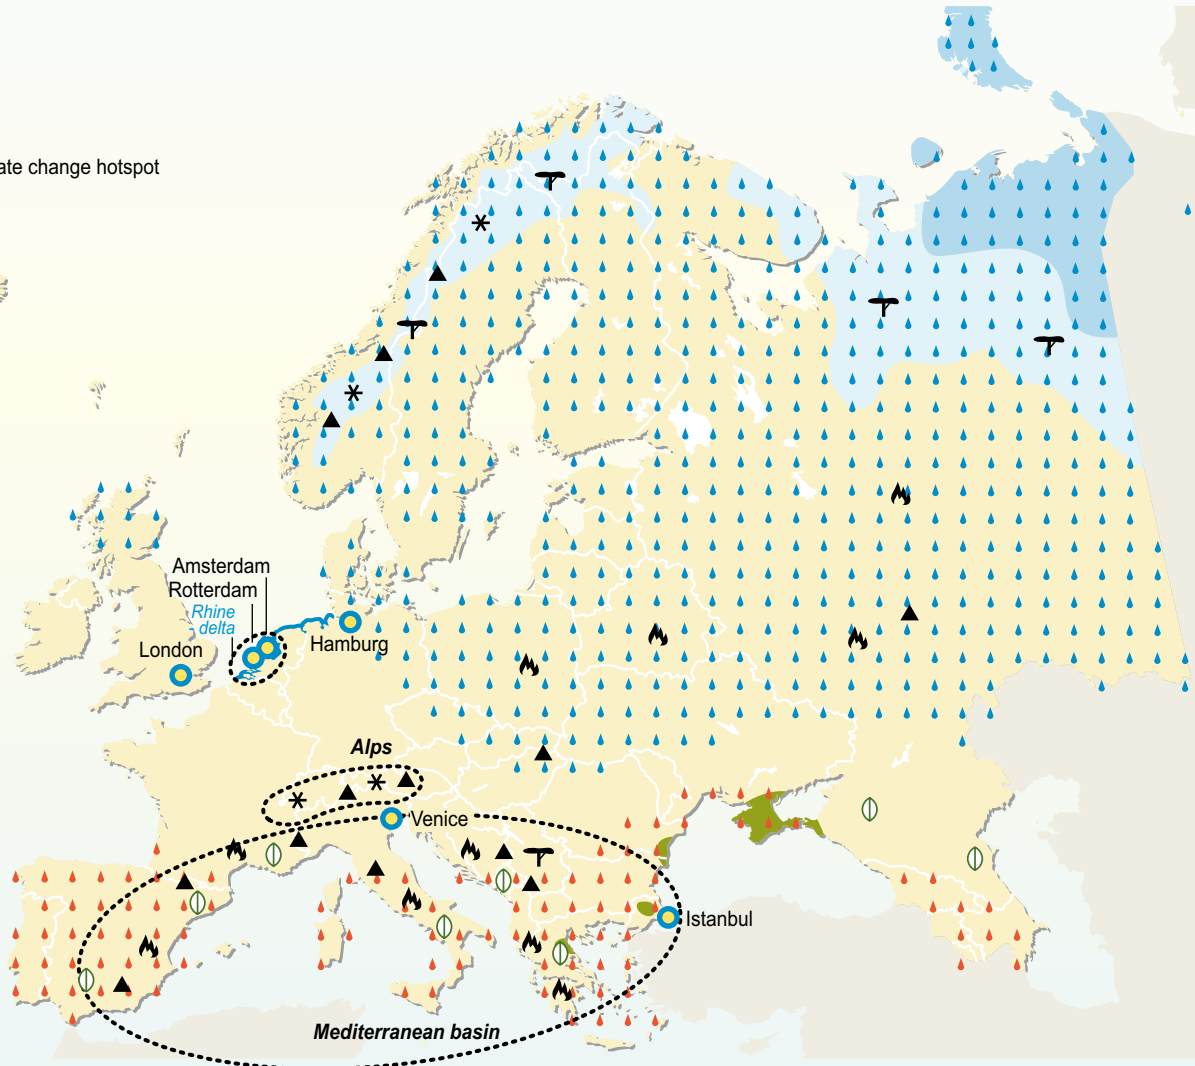 ate change hotspot
Amsterdam
Rotterdam
Rhine
delta
London
Hamburg
Alps
Venice
Istanbul
Mediterranean basin